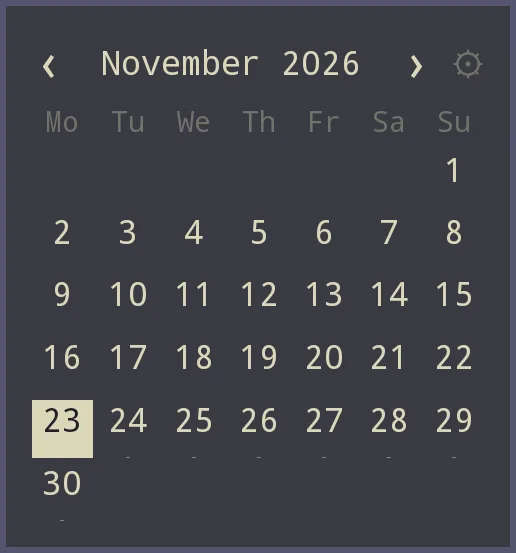 ‹ November 2026 ›
Mo Tu We Th Fr Sa Su
1
2 3 4 5 6 7 8
9 10 11 12 13 14 15
16 17 18 19 20 21 22
23 24 25 26 27 28 29
- - - - - -
30
-